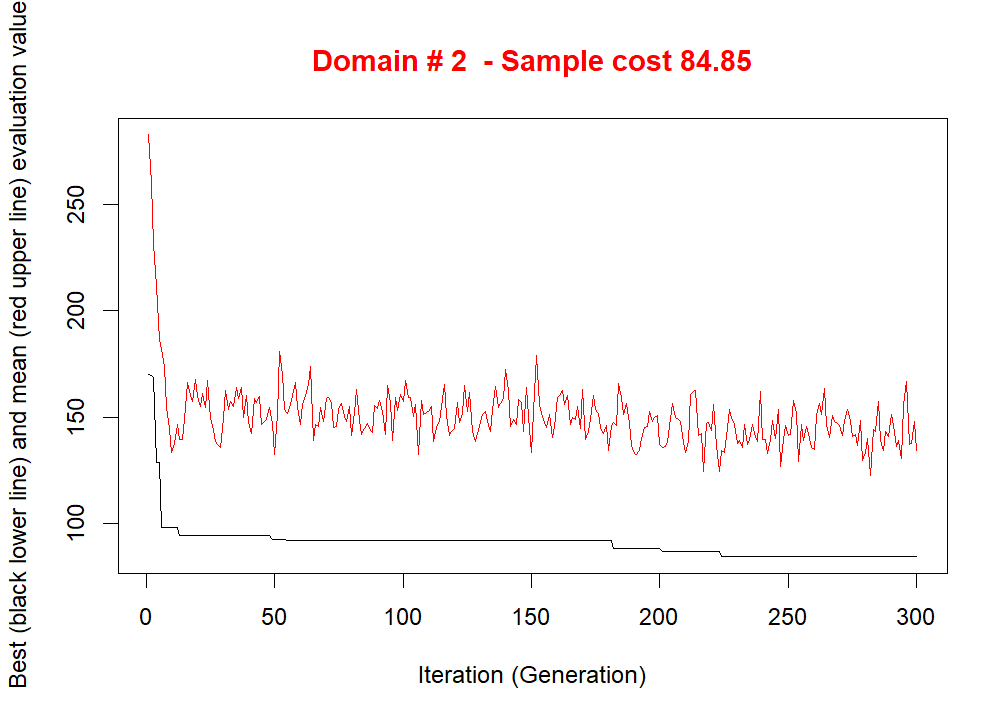 Domain # 2  - Sample cost 84.85
Best (black lower line) and mean (red upper line) evaluation value
250
200
150
100
0 50 100 150 200 250 300
Iteration (Generation)